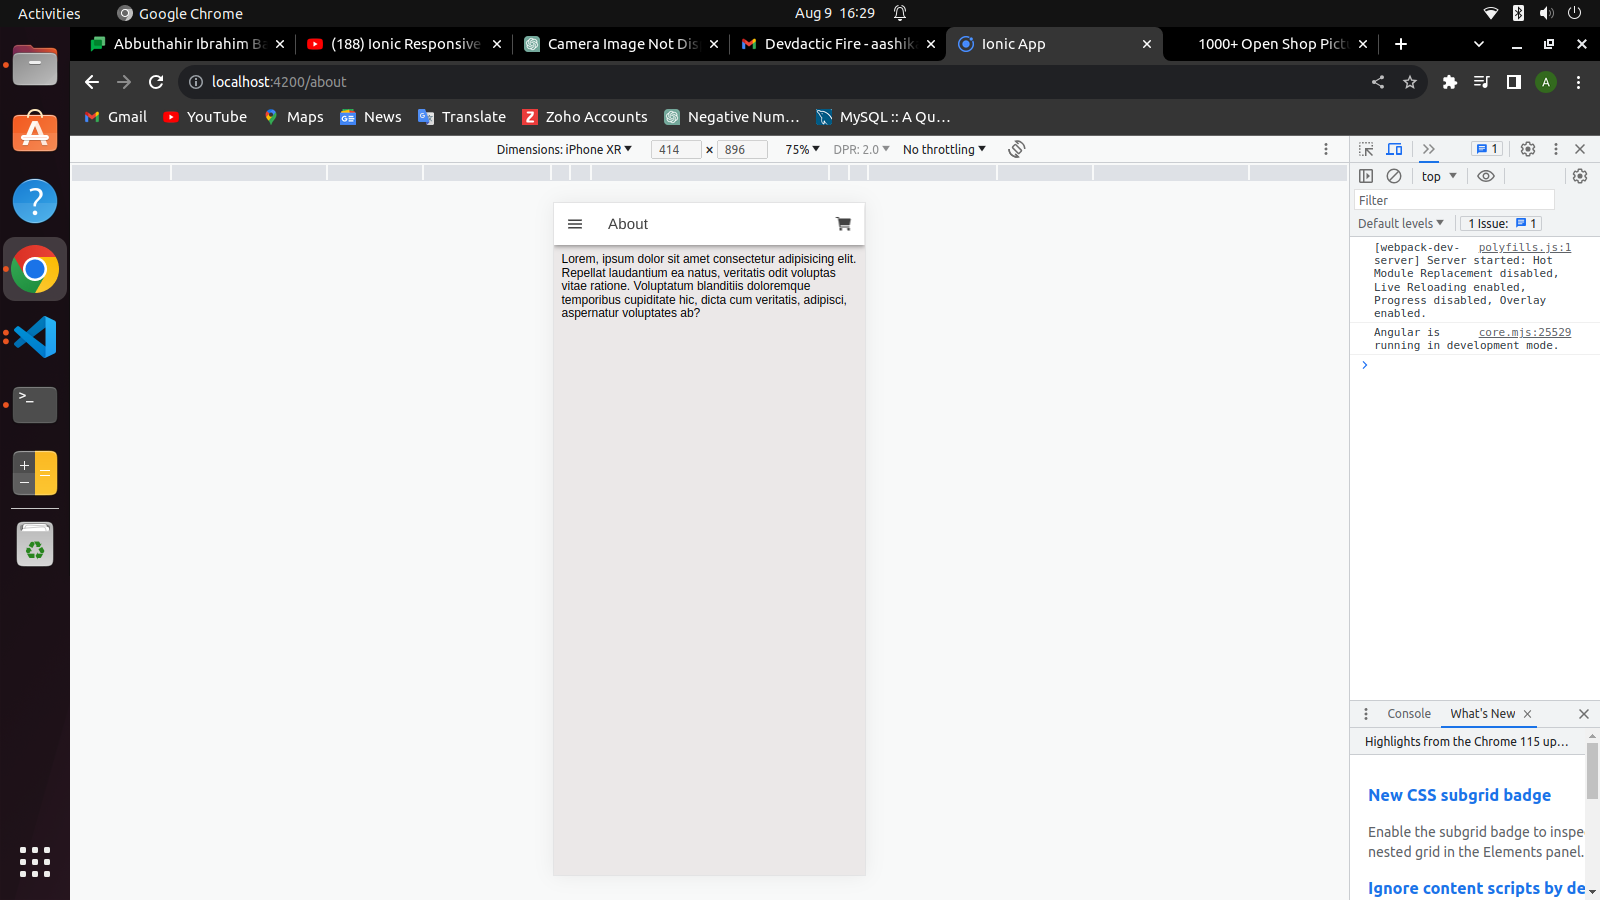 Activities
Google Chrome
Aug 9 16:29
Abbuthahir Ibrahim Ba
(188) Ionic Responsive
Camera Image Not Dis
Devdactic Fire - aashika
Ionic App
1000+ Open Shop Pictu
localhost:4200/about
A
Gmail
YouTube
Maps
News
Translate
Zoho Accounts
Negative Num…
MySQL :: A Qu…
Dimensions: iPhone XR
414 × 896
75%
DPR: 2.0
No throttling
1
top
Filter
Default levels
1 Issue: 1
About
Lorem, ipsum dolor sit amet consectetur adipisicing elit.
Repellat laudantium ea natus, veritatis odit voluptas
vitae ratione. Voluptatum blanditiis doloremque
temporibus cupiditate hic, dicta cum veritatis, adipisci,
aspernatur voluptates ab?
[webpack-dev- polyfills.js:1
server] Server started: Hot
Module Replacement disabled,
Live Reloading enabled,
Progress disabled, Overlay
enabled.
Angular is core.mjs:25529
running in development mode.
Console
What's New
Highlights from the Chrome 115 up…
New CSS subgrid badge
Enable the subgrid badge to inspe
nested grid in the Elements panel.
Ignore content scripts by de